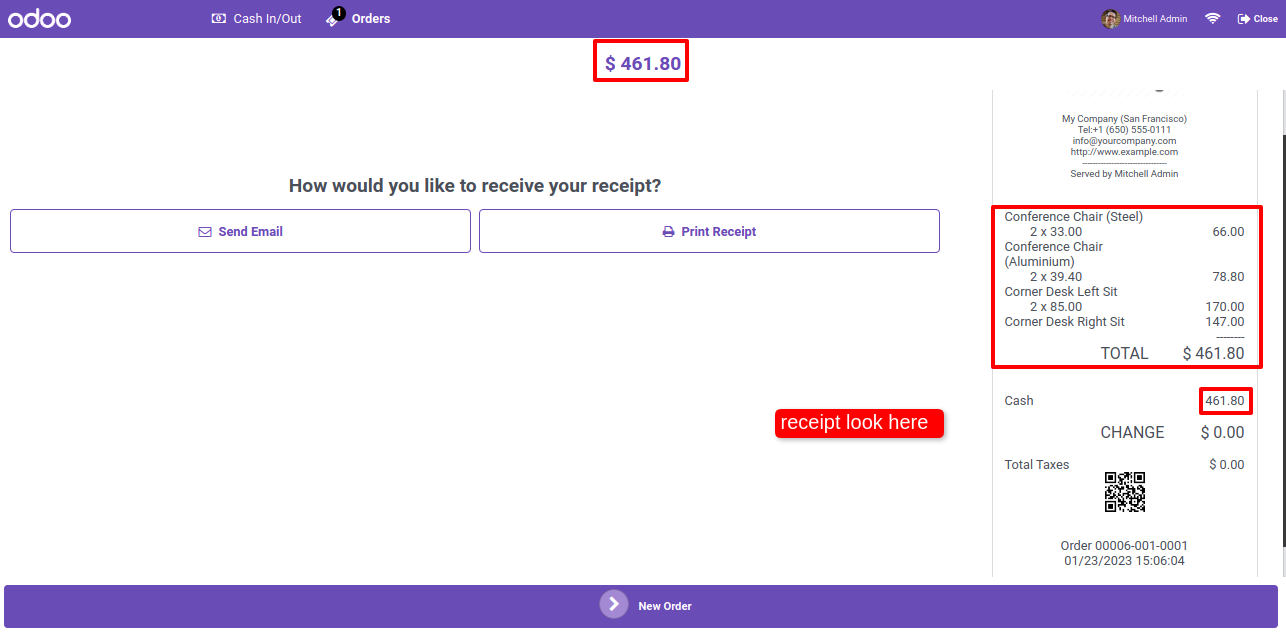 odoo Cash In/Out 1 Orders Mitchell Admin Close
$ 461.80
My Company (San Francisco)
Tel:+1 (650) 555-0111
info@yourcompany.com
http://www.example.com
--------------------------------
Served by Mitchell Admin
How would you like to receive your receipt?
Send Email Print Receipt
Conference Chair (Steel)
2 x 33.00 66.00
Conference Chair
(Aluminium)
2 x 39.40 78.80
Corner Desk Left Sit
2 x 85.00 170.00
Corner Desk Right Sit 147.00
--------
TOTAL $ 461.80
Cash 461.80
receipt look here
CHANGE $ 0.00
Total Taxes $ 0.00
Order 00006-001-0001
01/23/2023 15:06:04
New Order